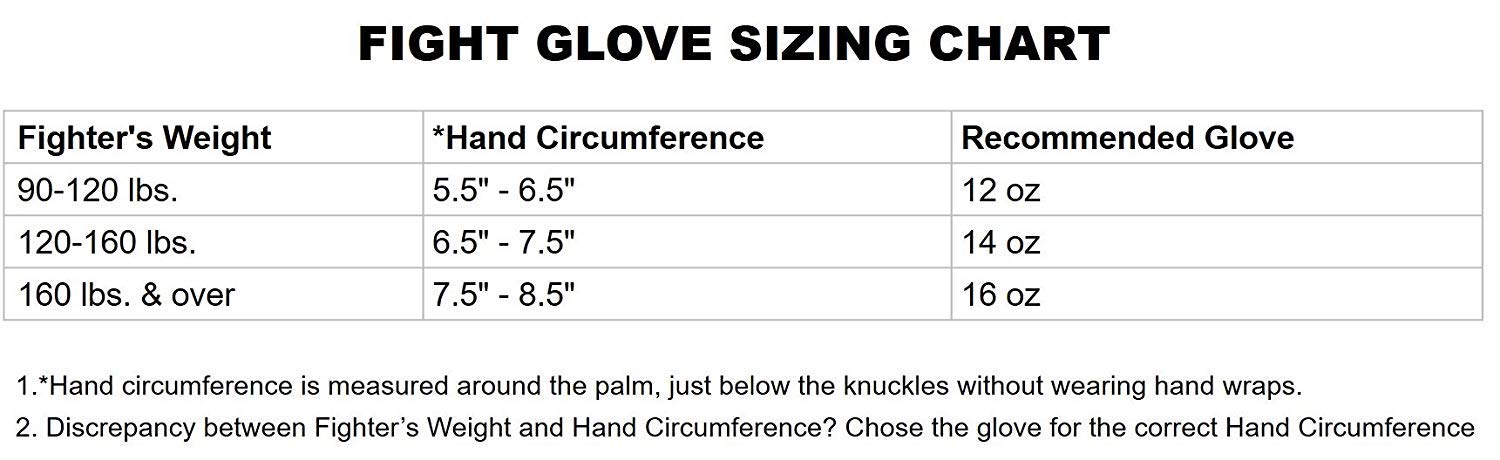 FIGHT GLOVE SIZING CHART
Fighter's Weight *Hand Circumference Recommended Glove
90-120 lbs. 5.5" - 6.5" 12 oz
120-160 lbs. 6.5" - 7.5" 14 oz
160 lbs. & over 7.5" - 8.5" 16 oz
1.*Hand circumference is measured around the palm, just below the knuckles without wearing hand wraps.
2. Discrepancy between Fighter’s Weight and Hand Circumference? Chose the glove for the correct Hand Circumference